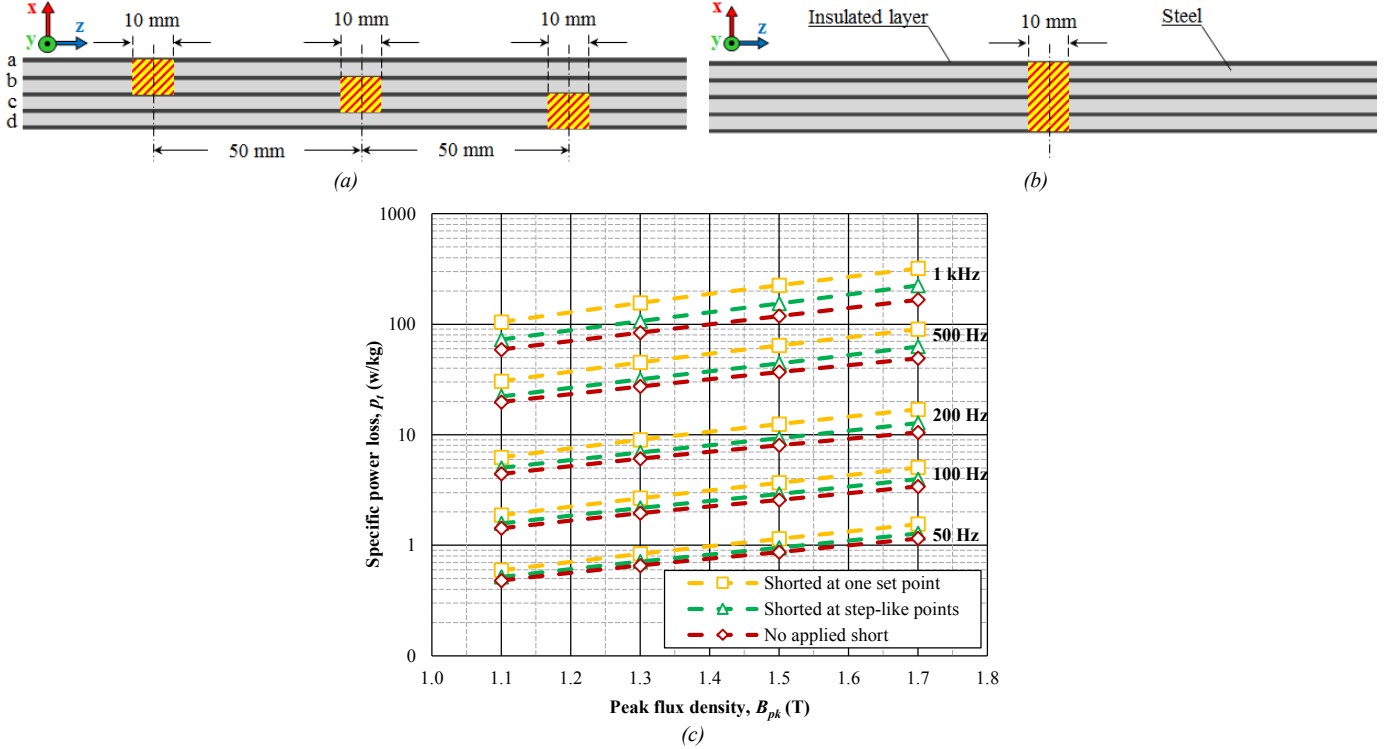 x
y
z
10 mm
10 mm
10 mm
a
b
c
d
50 mm
50 mm
(a)
x
y
z
Insulated layer
10 mm
Steel
(b)
Specific power loss, pt (w/kg)
1000
100
10
1
0
1 kHz
500 Hz
200 Hz
100 Hz
50 Hz
Shorted at one set point
Shorted at step-like points
No applied short
1.0 1.1 1.2 1.3 1.4 1.5 1.6 1.7 1.8
Peak flux density, Bpk (T)
(c)